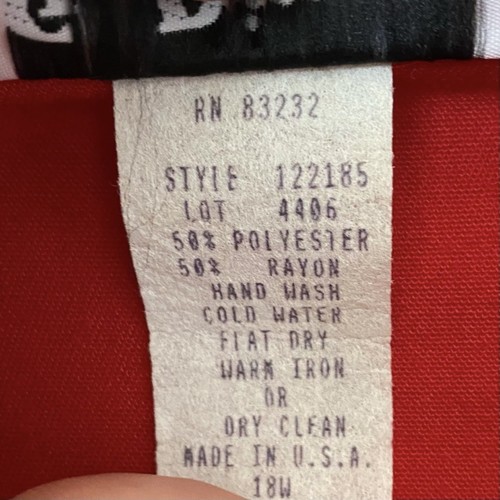 RN 83232
STYLE 122185
LOT 4406
50% POLYESTER
50% RAYON
HAND WASH
COLD WATER
FLAT DRY
WARM IRON
OR
DRY CLEAN
MADE IN U.S.A.
18W